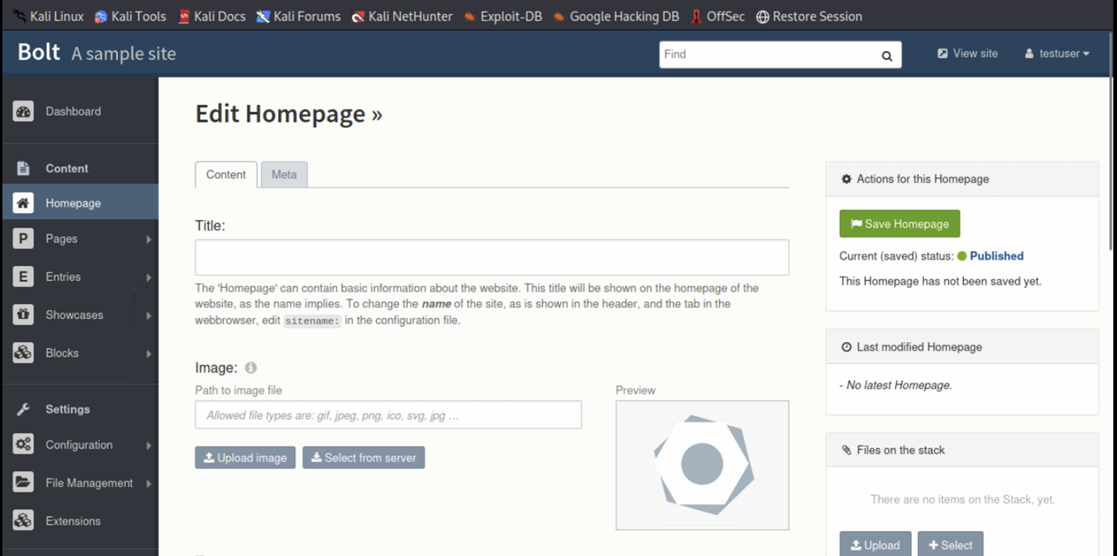 Kali Linux Kali Tools Kali Docs Kali Forums Kali NetHunter Exploit-DB Google Hacking DB OffSec Restore Session
Bolt A sample site Find View site testuser
Dashboard
Content
Homepage
Pages
Entries
Showcases
Blocks
Settings
Configuration
File Management
Extensions
Edit Homepage »
Content Meta
Title:
The 'Homepage' can contain basic information about the website. This title will be shown on the homepage of the
website, as the name implies. To change the name of the site, as is shown in the header, and the tab in the
webbrowser, edit sitename: in the configuration file.
Image:
Path to image file
Allowed file types are: gif, jpeg, png, ico, svg, jpg ...
Upload image Select from server
Preview
Actions for this Homepage
Save Homepage
Current (saved) status: Published
This Homepage has not been saved yet.
Last modified Homepage
- No latest Homepage.
Files on the stack
There are no items on the Stack, yet.
Upload Select